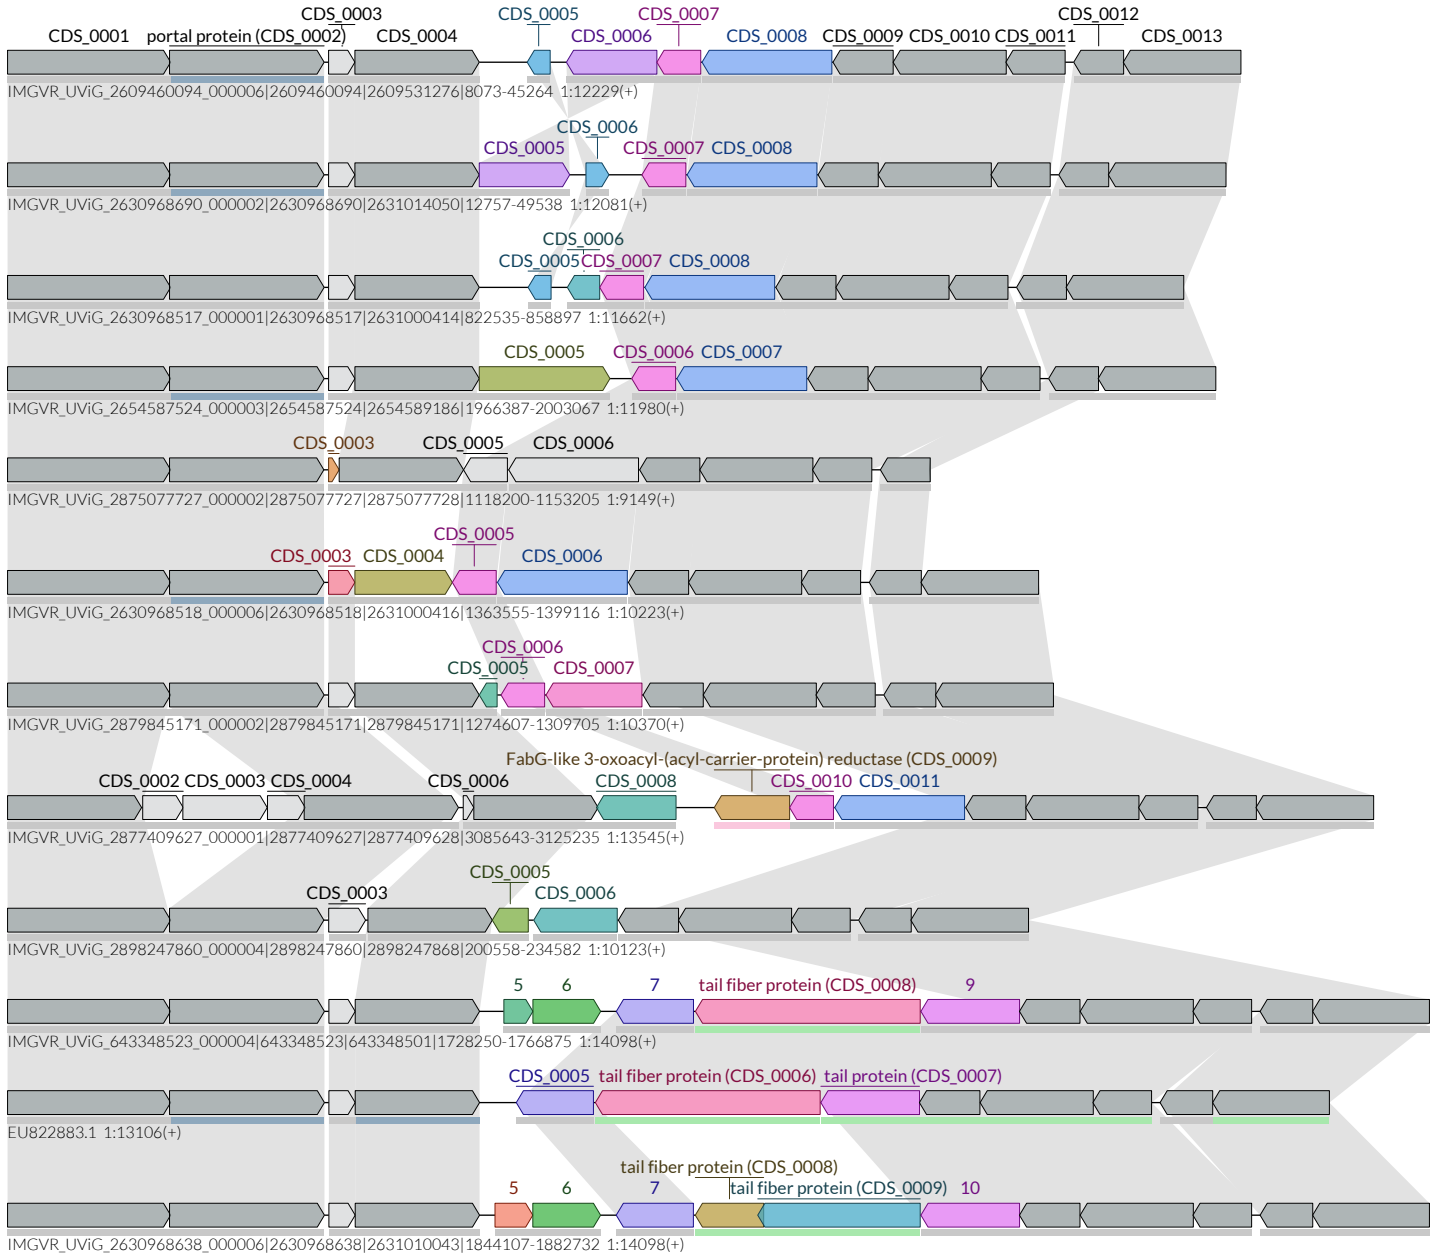 CDS_0003 CDS_0005 CDS_0007 CDS_0012
CDS_0001 portal protein (CDS_0002) CDS_0004 CDS_0006 CDS_0008 CDS_0009 CDS_0010 CDS_0011 CDS_0013
IMGVR_UViG_2609460094_000006|2609460094|2609531276|8073-45264 1:12229(+)
CDS_0006
CDS_0005 CDS_0007 CDS_0008
IMGVR_UViG_2630968690_000002|2630968690|2631014050|12757-49538 1:12081(+)
CDS_0006
CDS_0005 CDS_0007 CDS_0008
IMGVR_UViG_2630968517_000001|2630968517|2631000414|822535-858897 1:11662(+)
CDS_0005 CDS_0006 CDS_0007
IMGVR_UViG_2654587524_000003|2654587524|2654589186|1966387-2003067 1:11980(+)
CDS_0003 CDS_0005 CDS_0006
IMGVR_UViG_2875077727_000002|2875077727|2875077728|1118200-1153205 1:9149(+)
CDS_0005
CDS_0003 CDS_0004 CDS_0006
IMGVR_UViG_2630968518_000006|2630968518|2631000416|1363555-1399116 1:10223(+)
CDS_0006
CDS_0005 CDS_0007
IMGVR_UViG_2879845171_000002|2879845171|2879845171|1274607-1309705 1:10370(+)
FabG-like 3-oxoacyl-(acyl-carrier-protein) reductase (CDS_0009)
CDS_0002 CDS_0003 CDS_0004 CDS_0006 CDS_0008 CDS_0010 CDS_0011
IMGVR_UViG_2877409627_000001|2877409627|2877409628|3085643-3125235 1:13545(+)
CDS_0005
CDS_0003 CDS_0006
IMGVR_UViG_2898247860_000004|2898247860|2898247868|200558-234582 1:10123(+)
5 6 7 tail fiber protein (CDS_0008) 9
IMGVR_UViG_643348523_000004|643348523|643348501|1728250-1766875 1:14098(+)
CDS_0005 tail fiber protein (CDS_0006) tail protein (CDS_0007)
EU822883.1 1:13106(+)
tail fiber protein (CDS_0008)
5 6 7 tail fiber protein (CDS_0009) 10
IMGVR_UViG_2630968638_000006|2630968638|2631010043|1844107-1882732 1:14098(+)